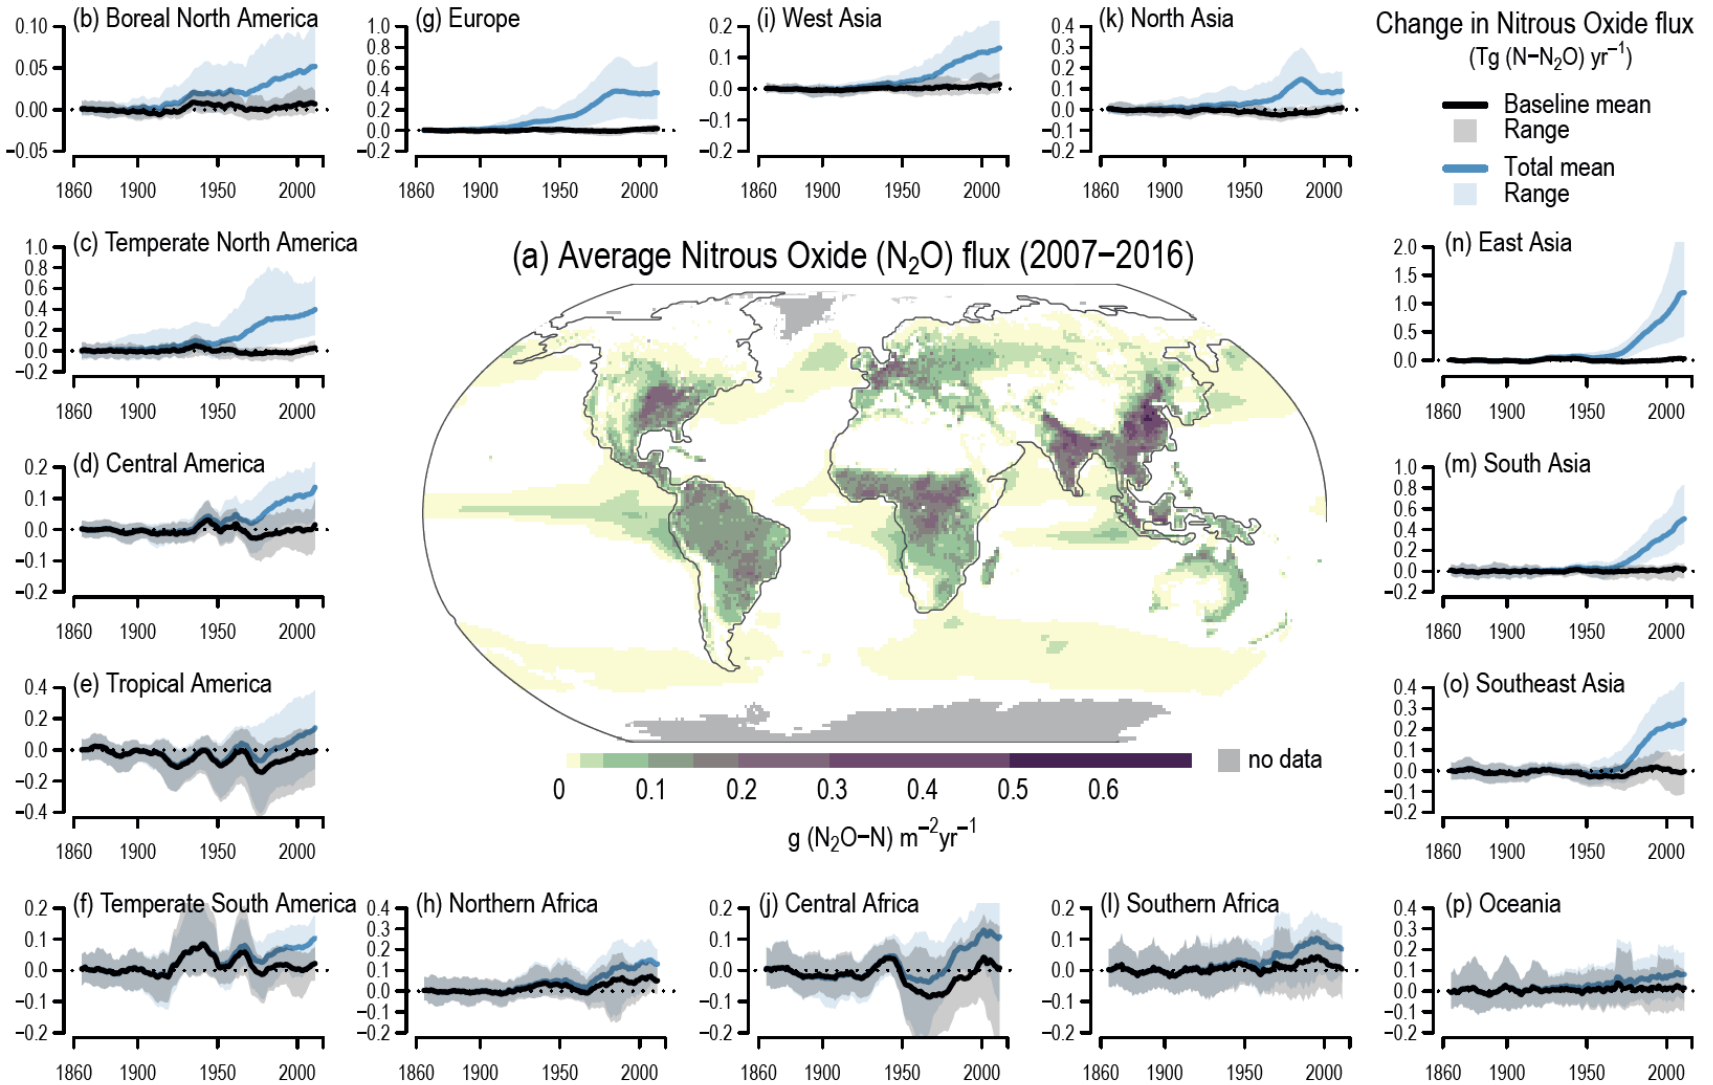 (b) Boreal North America
0.10
0.05
0.00
−0.05
1860 1900 1950 2000
(g) Europe
1.0
0.8
0.6
0.4
0.2
0.0
−0.2
1860 1900 1950 2000
(i) West Asia
0.2
0.1
0.0
−0.1
−0.2
1860 1900 1950 2000
(k) North Asia
0.4
0.3
0.2
0.1
0.0
−0.1
−0.2
1860 1900 1950 2000
Change in Nitrous Oxide flux
(Tg (N−N₂O) yr⁻¹)
Baseline mean
Range
Total mean
Range
(c) Temperate North America
1.0
0.8
0.6
0.4
0.2
0.0
−0.2
1860 1900 1950 2000
(a) Average Nitrous Oxide (N₂O) flux (2007−2016)
(n) East Asia
2.0
1.5
1.0
0.5
0.0
1860 1900 1950 2000
(d) Central America
0.2
0.1
0.0
−0.1
−0.2
1860 1900 1950 2000
(m) South Asia
1.0
0.8
0.6
0.4
0.2
0.0
−0.2
1860 1900 1950 2000
(e) Tropical America
0.4
0.2
0.0
−0.2
−0.4
1860 1900 1950 2000
no data
0 0.1 0.2 0.3 0.4 0.5 0.6
g (N₂O−N) m⁻²yr⁻¹
(o) Southeast Asia
0.4
0.3
0.2
0.1
0.0
−0.1
−0.2
1860 1900 1950 2000
(f) Temperate South America
0.2
0.1
0.0
−0.1
−0.2
1860 1900 1950 2000
(h) Northern Africa
0.4
0.3
0.2
0.1
0.0
−0.1
−0.2
1860 1900 1950 2000
(j) Central Africa
0.2
0.1
0.0
−0.1
−0.2
1860 1900 1950 2000
(l) Southern Africa
0.2
0.1
0.0
−0.1
−0.2
1860 1900 1950 2000
(p) Oceania
0.4
0.3
0.2
0.1
0.0
−0.1
−0.2
1860 1900 1950 2000